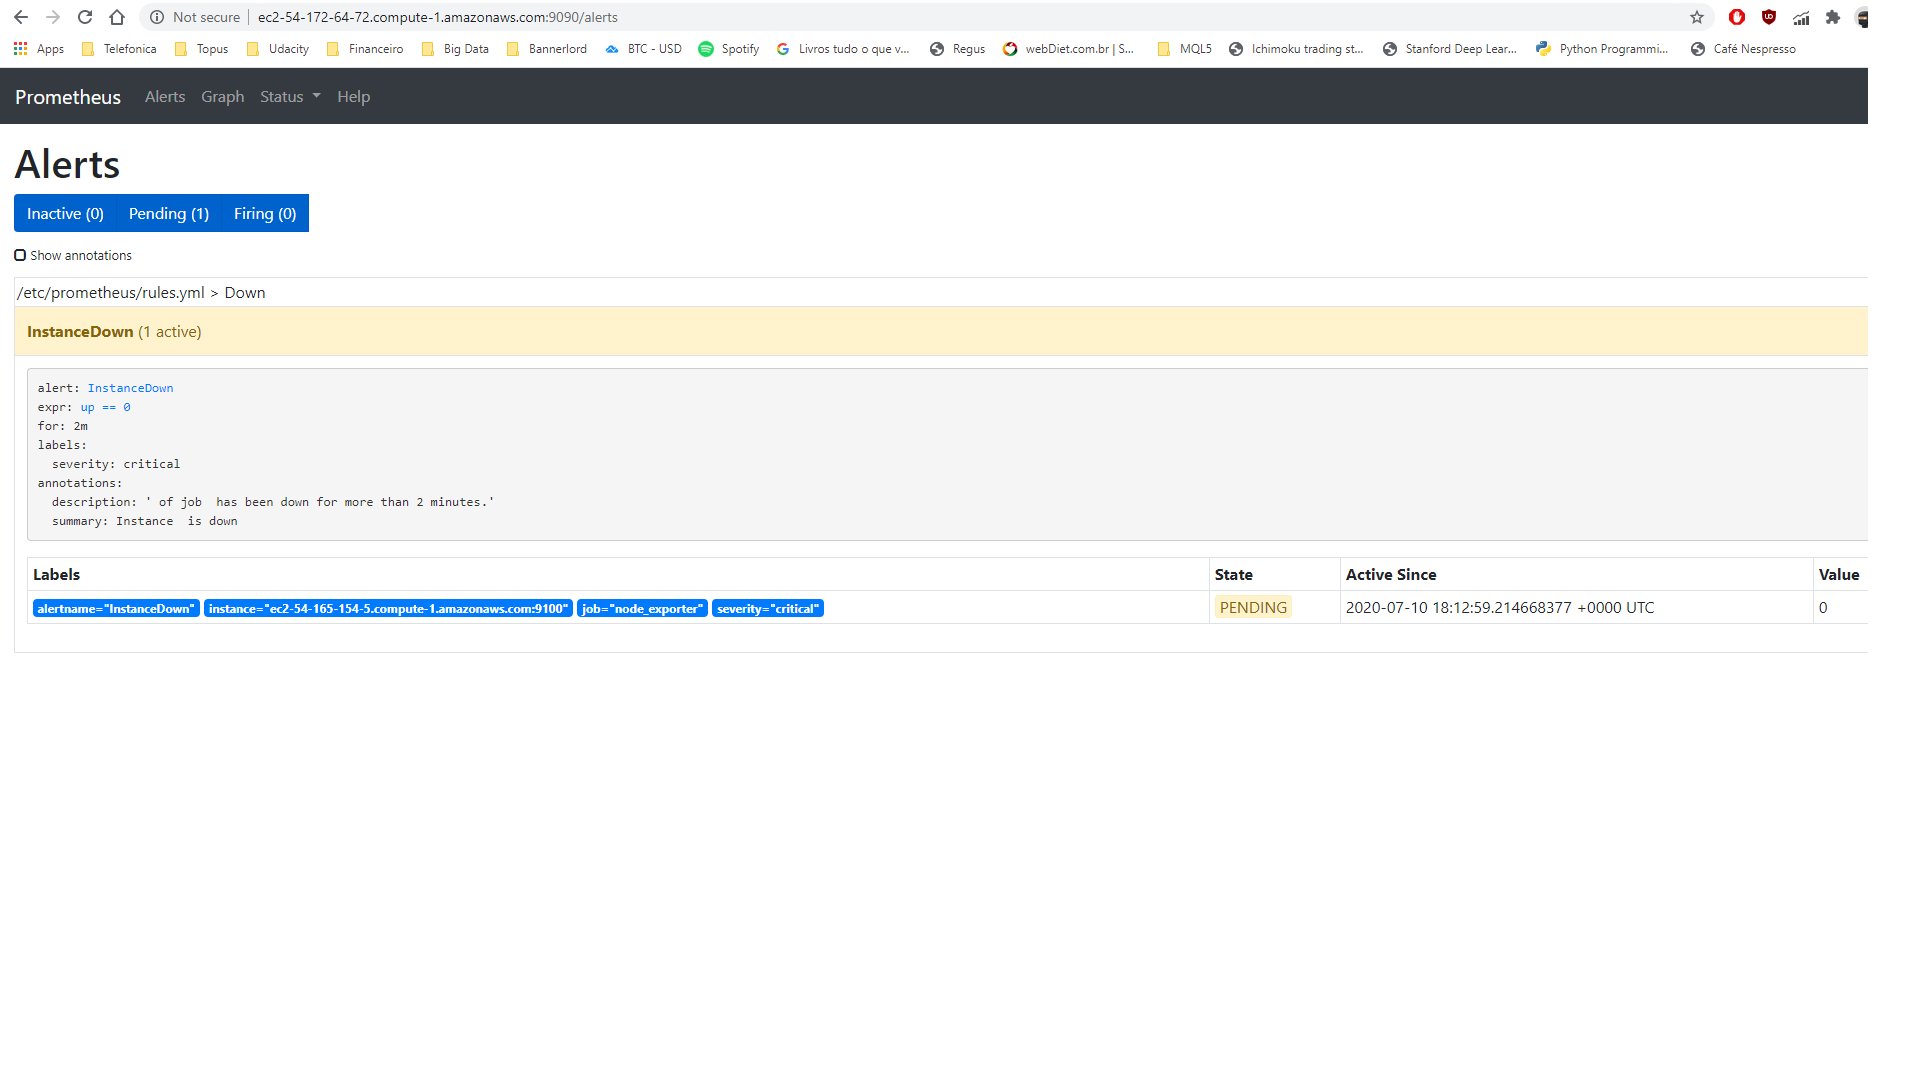 Not secure | ec2-54-172-64-72.compute-1.amazonaws.com:9090/alerts
Apps Telefonica Topus Udacity Financeiro Big Data Bannerlord BTC - USD Spotify Livros tudo o que v... Regus webDiet.com.br | S... MQL5 Ichimoku trading st... Stanford Deep Lear... Python Programmi... Café Nespresso
Prometheus Alerts Graph Status Help
Alerts
Inactive (0) Pending (1) Firing (0)
Show annotations
/etc/prometheus/rules.yml > Down
InstanceDown (1 active)
alert: InstanceDown
expr: up == 0
for: 2m
labels:
  severity: critical
annotations:
  description: ' of job  has been down for more than 2 minutes.'
  summary: Instance  is down
Labels State Active Since Value
alertname="InstanceDown" instance="ec2-54-165-154-5.compute-1.amazonaws.com:9100" job="node_exporter" severity="critical" PENDING 2020-07-10 18:12:59.214668377 +0000 UTC 0